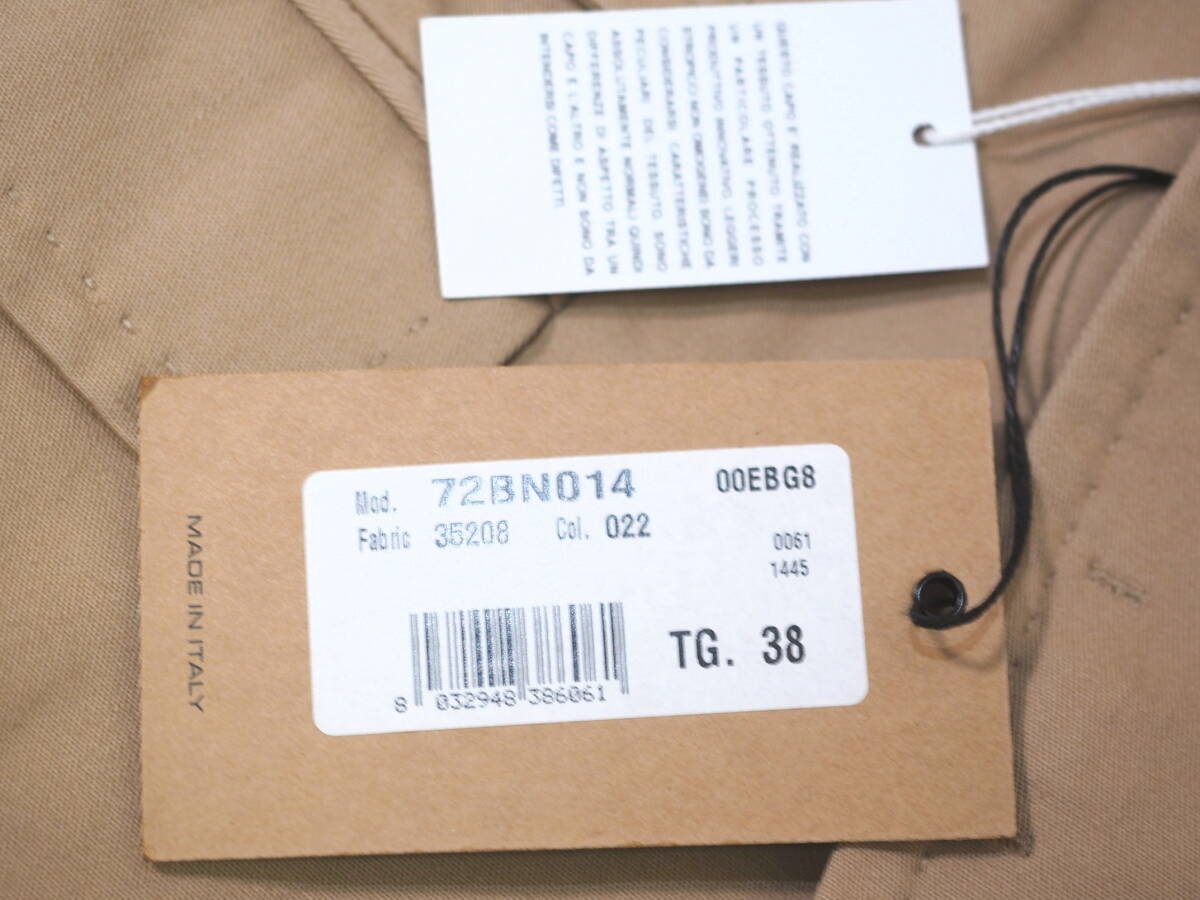 QUESTO CAPO E' REALIZZATO CON
UN TESSUTO OTTENUTO TRAMITE
UN PARTICOLARE PROCESSO
PRODUTTIVO INNOVATIVO. LEGGERI
STROPICCI NON OMOGENEI SONO DA
CONSIDERARSI CARATTERISTICHE
PECULIARI DEL TESSUTO, SONO
ASSOLUTAMENTE NORMALI QUINDI
DIFFERENZE DI ASPETTO TRA UN
CAPO E L'ALTRO E NON SONO DA
INTENDERSI COME DIFETTI
MADE IN ITALY
Mod. 72BN014 00EBG8
Fabric 35208 Col. 022
0061
1445
TG. 38
8 032948 386061